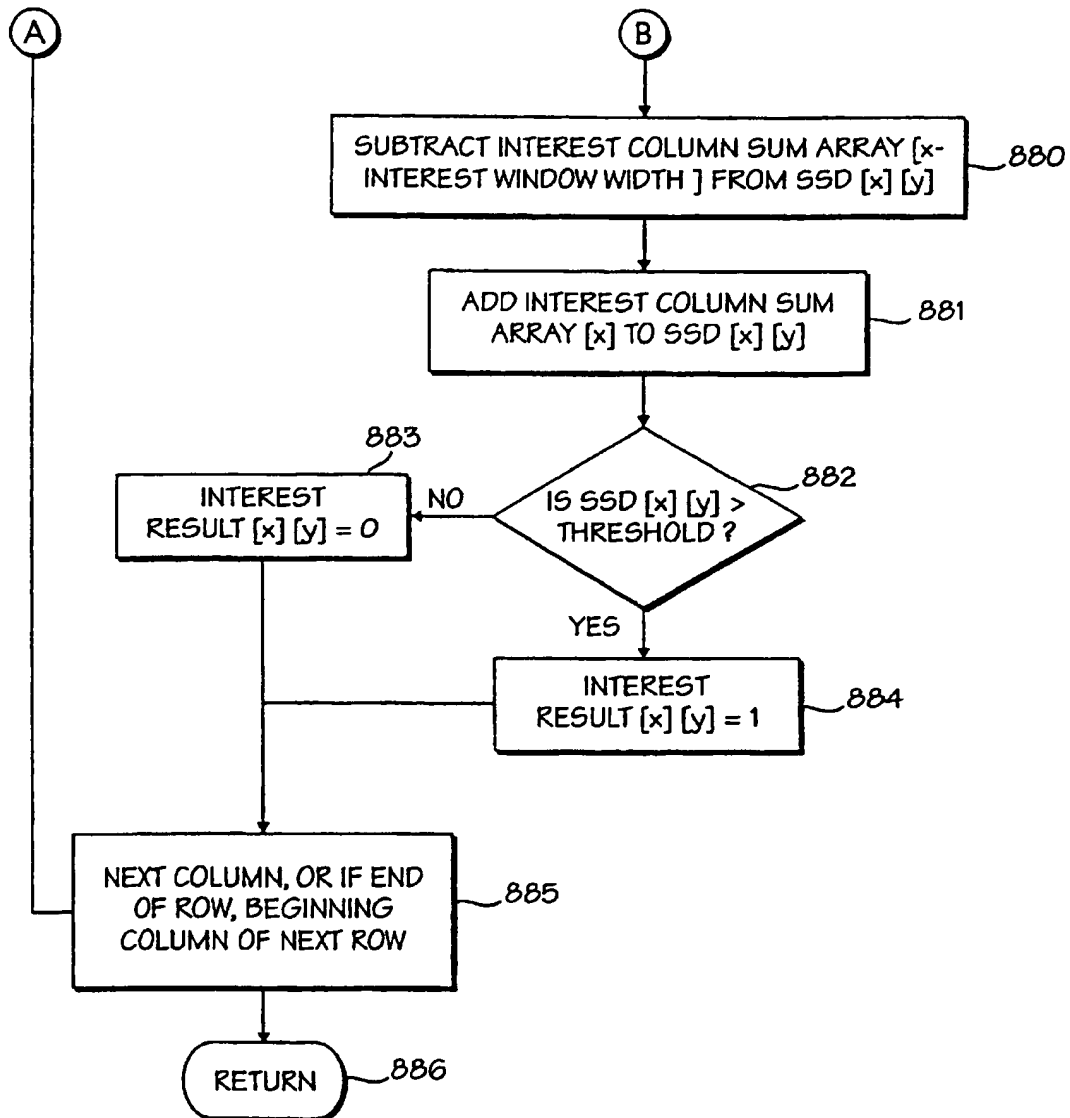 A
B
SUBTRACT INTEREST COLUMN SUM ARRAY [x-
INTEREST WINDOW WIDTH ] FROM SSD [x] [y]
880
ADD INTEREST COLUMN SUM
ARRAY [x] TO SSD [x] [y]
881
883
INTEREST
RESULT [x] [y] = 0
NO
IS SSD [x] [y] >
THRESHOLD ?
882
YES
INTEREST
RESULT [x] [y] = 1
884
NEXT COLUMN, OR IF END
OF ROW, BEGINNING
COLUMN OF NEXT ROW
885
RETURN
886